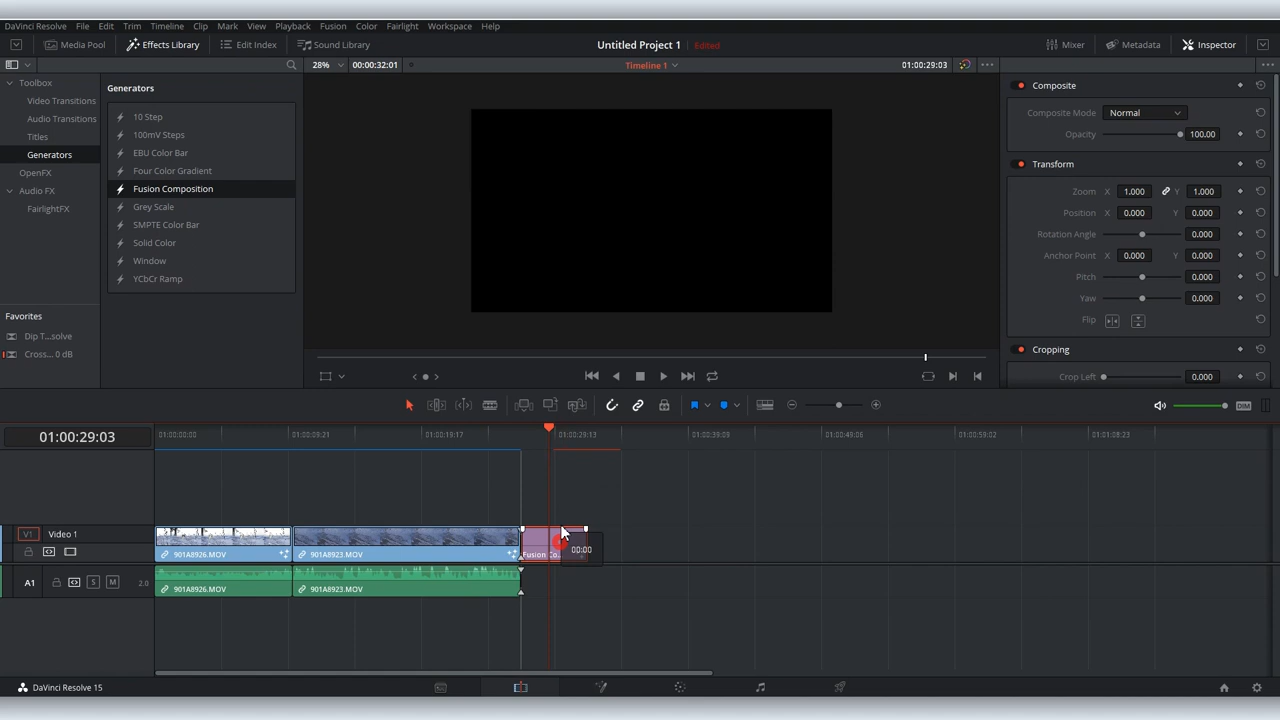 DaVinci Resolve File Edit Trim Timeline Clip Mark View Playback Fusion Color Fairlight Workspace Help
Media Pool Effects Library Edit Index Sound Library Untitled Project 1 Edited Mixer Metadata Inspector
28% 00:00:32:01 Timeline 1 01:00:29:03
Toolbox
Video Transitions
Audio Transitions
Titles
Generators
OpenFX
Audio FX
FairlightFX
Favorites
Dip T...solve
Cross... 0 dB
Generators
10 Step
100mV Steps
EBU Color Bar
Four Color Gradient
Fusion Composition
Grey Scale
SMPTE Color Bar
Solid Color
Window
YCbCr Ramp
Composite
Composite Mode Normal
Opacity 100.00
Transform
Zoom X 1.000 Y 1.000
Position X 0.000 Y 0.000
Rotation Angle 0.000
Anchor Point X 0.000 Y 0.000
Pitch 0.000
Yaw 0.000
Flip
Cropping
Crop Left 0.000
DIM
01:00:29:03 01:00:00:00 01:00:09:21 01:00:19:17 01:00:29:13 01:00:39:09 01:00:49:06 01:00:59:02 01:01:08:23
V1 Video 1
901A8926.MOV 901A8923.MOV Fusion Co... 00:00
A1 S M 2.0
901A8926.MOV 901A8923.MOV
DaVinci Resolve 15